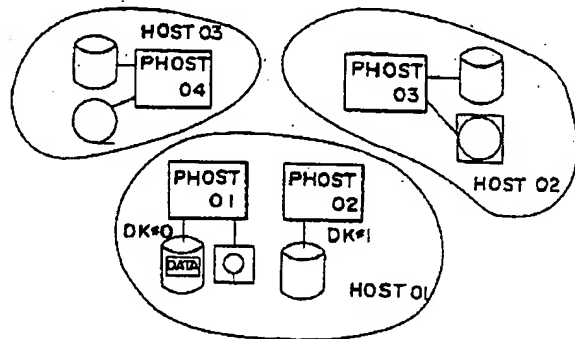 HOST 03
PHOST
04
PHOST
03
HOST 02
PHOST
01
PHOST
02
DK#0
DK#1
DATA
HOST 01